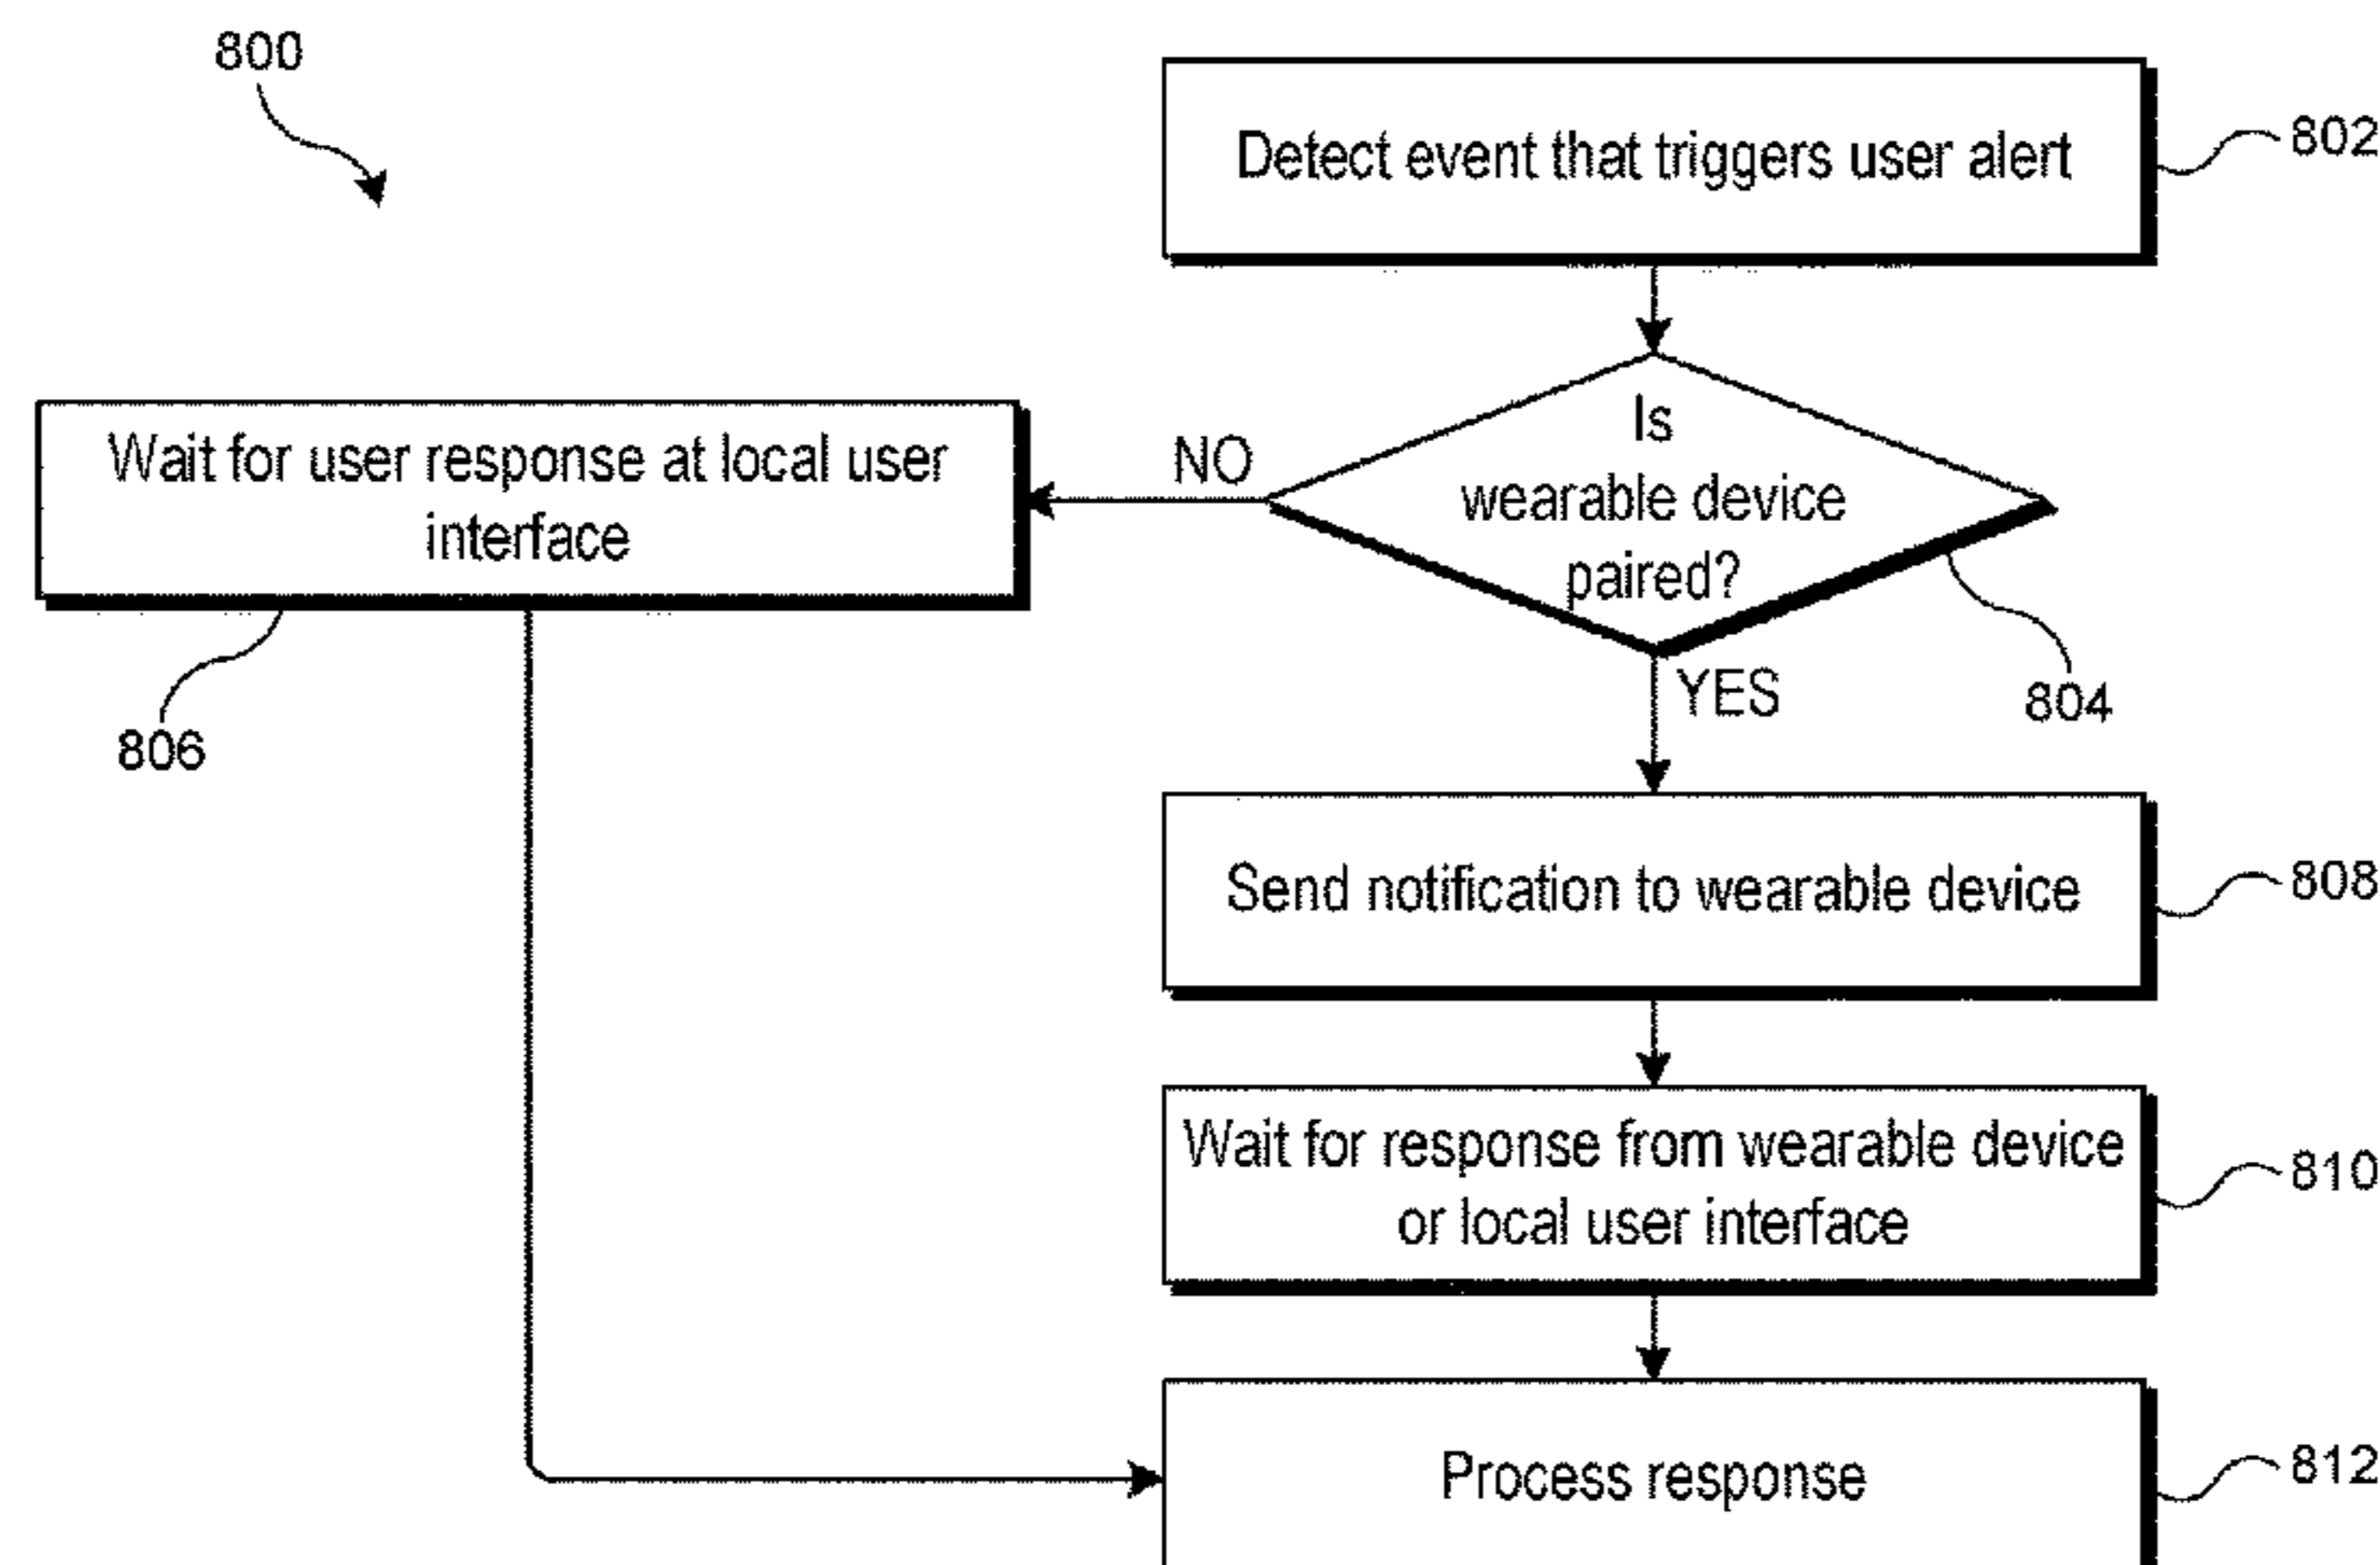 800
Detect event that triggers user alert
802
Is
wearable device
paired?
NO
Wait for user response at local user
interface
YES
804
806
Send notification to wearable device
808
Wait for response from wearable device
or local user interface
810
Process response
812